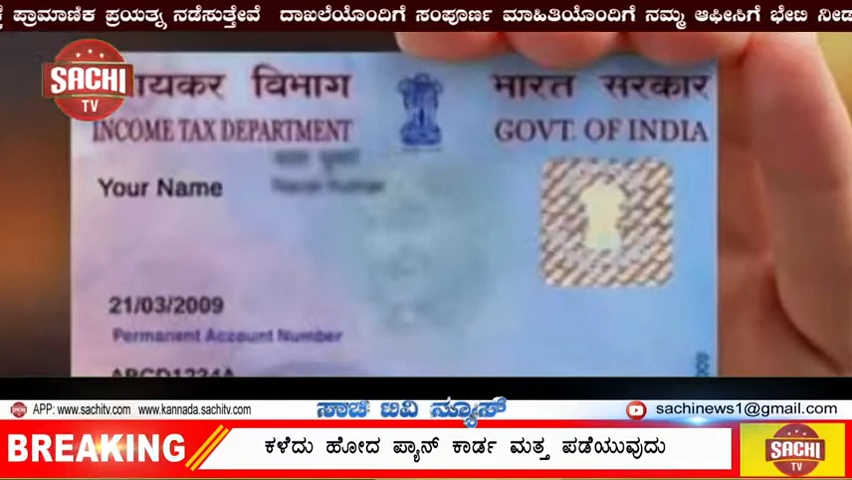 ಪ್ರಾಮಾಣಿಕ ಪ್ರಯತ್ನ ನಡೆಸುತ್ತೇವೆ ದಾಖಲೆಯೊಂದಿಗೆ ಸಂಪೂರ್ಣ ಮಾಹಿತಿಯೊಂದಿಗೆ ನಮ್ಮ ಆಫೀಸಿಗೆ ಭೇಟಿ ನೀಡ
SACHI
TV
यकर विभाग भारत सरकार
INCOME TAX DEPARTMENT GOVT. OF INDIA
Your Name
21/03/2009
Permanent Account Number
ABCD1234A
APP: www.sachitv.com www.kannada.sachitv.com ಸಾಚಿ ಟಿವಿ ನ್ಯೂಸ್ sachinews1@gmail.com
BREAKING ಕಳೆದು ಹೋದ ಪ್ಯಾನ್ ಕಾರ್ಡ ಮತ್ತ ಪಡೆಯುವುದು
SACHI
TV